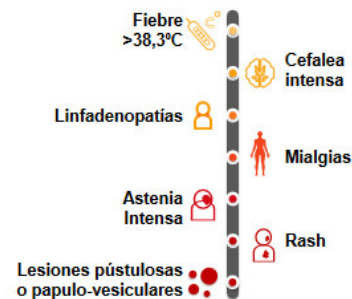 Fiebre
>38,3ºC
Cefalea
intensa
Linfadenopatías
Mialgias
Astenia
Intensa
Rash
Lesiones pústulosas
o papulo-vesiculares